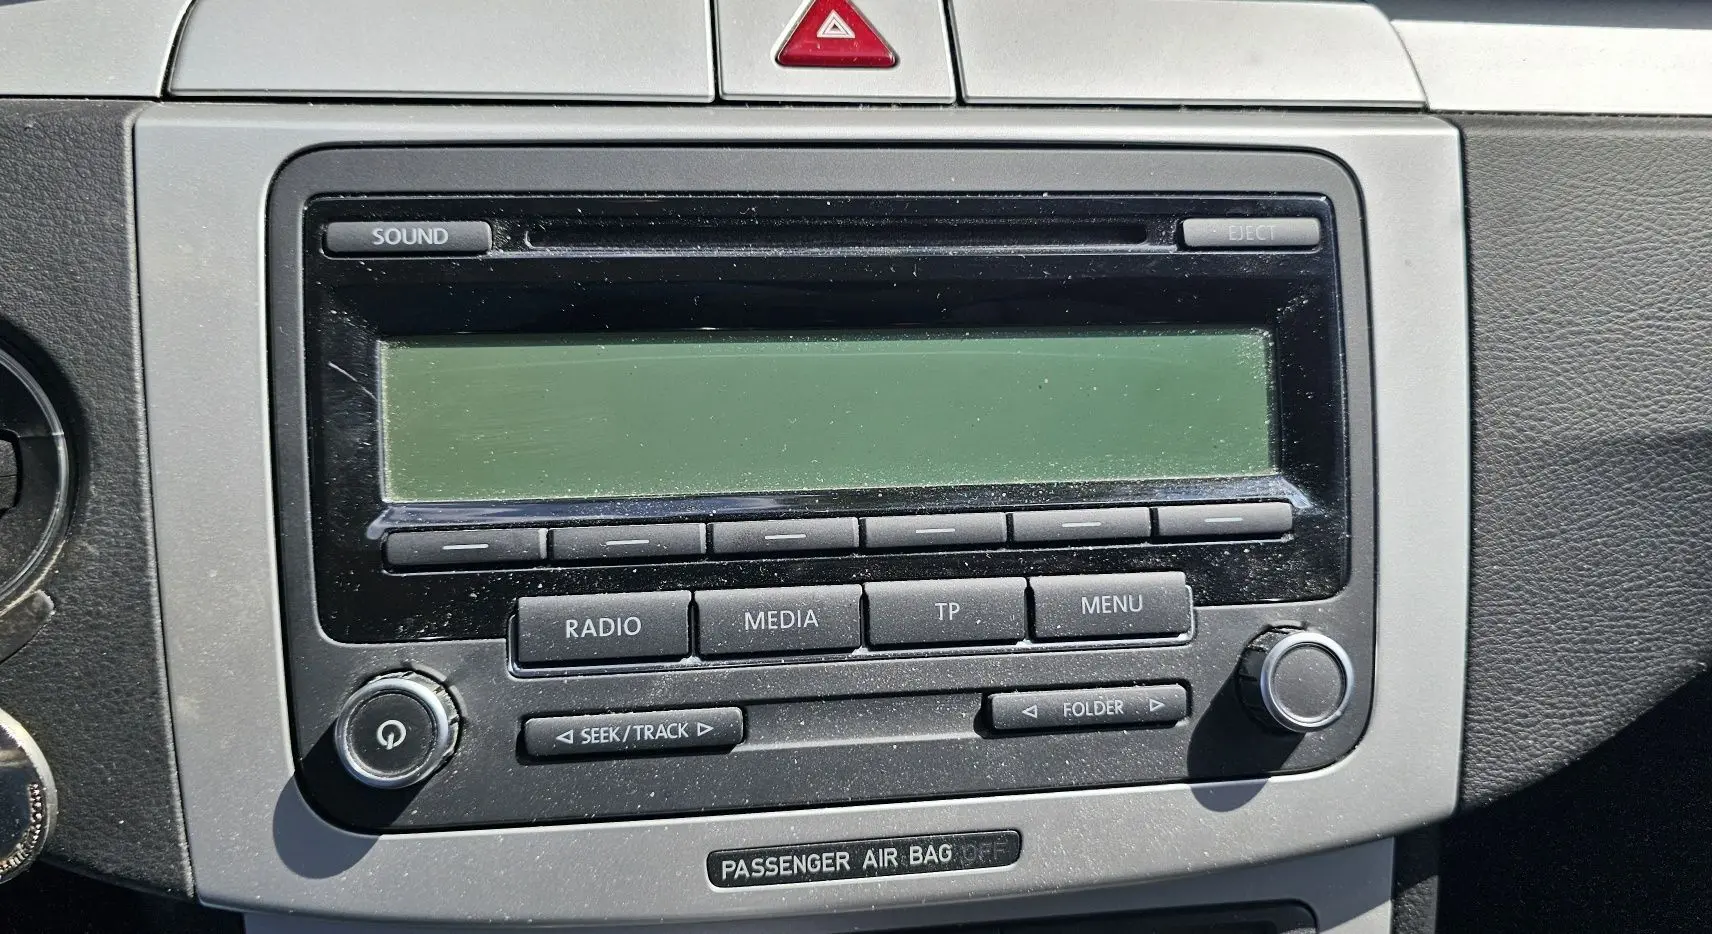 SOUND
EJECT
RADIO MEDIA TP MENU
◁ SEEK/TRACK ▷
◁ FOLDER ▷
PASSENGER AIR BAG OFF